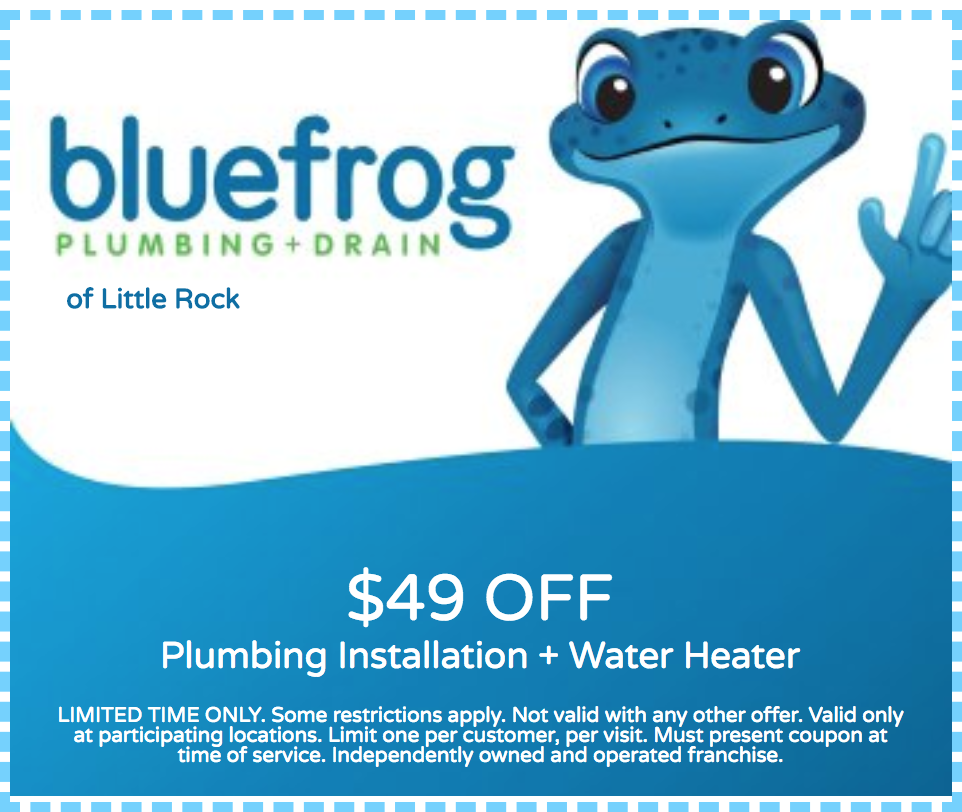 bluefrog
PLUMBING + DRAIN
of Little Rock
$49 OFF
Plumbing Installation + Water Heater
LIMITED TIME ONLY. Some restrictions apply. Not valid with any other offer. Valid only
at participating locations. Limit one per customer, per visit. Must present coupon at
time of service. Independently owned and operated franchise.